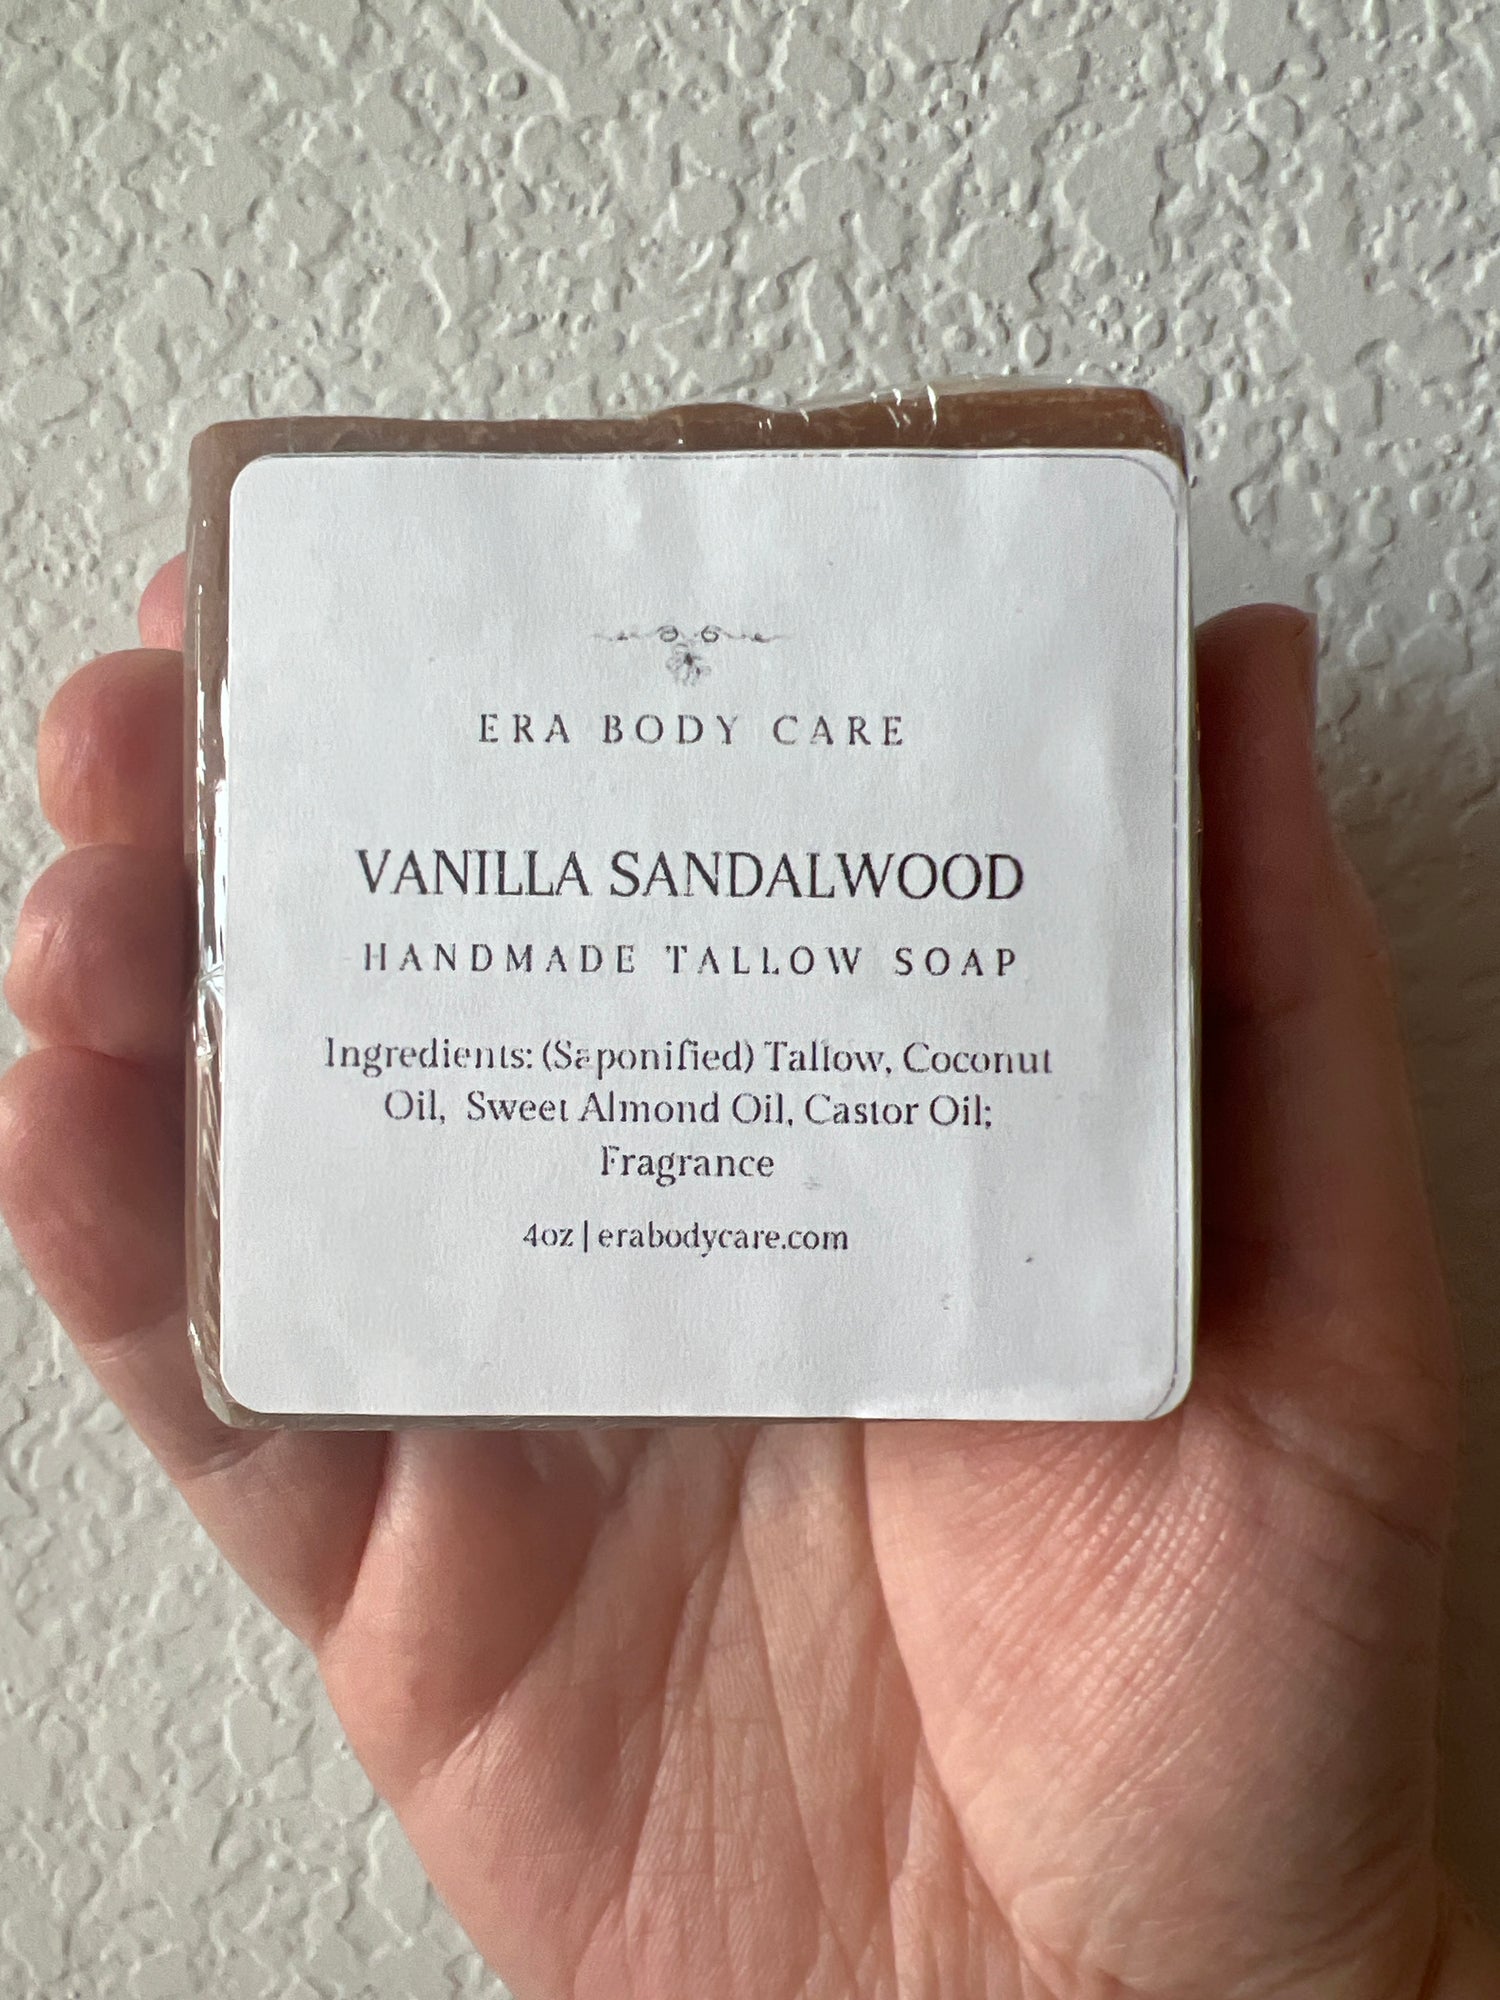 ERA BODY CARE
VANILLA SANDALWOOD
HANDMADE TALLOW SOAP
Ingredients: (Saponified) Tallow, Coconut
Oil, Sweet Almond Oil, Castor Oil;
Fragrance
4oz | erabodycare.com